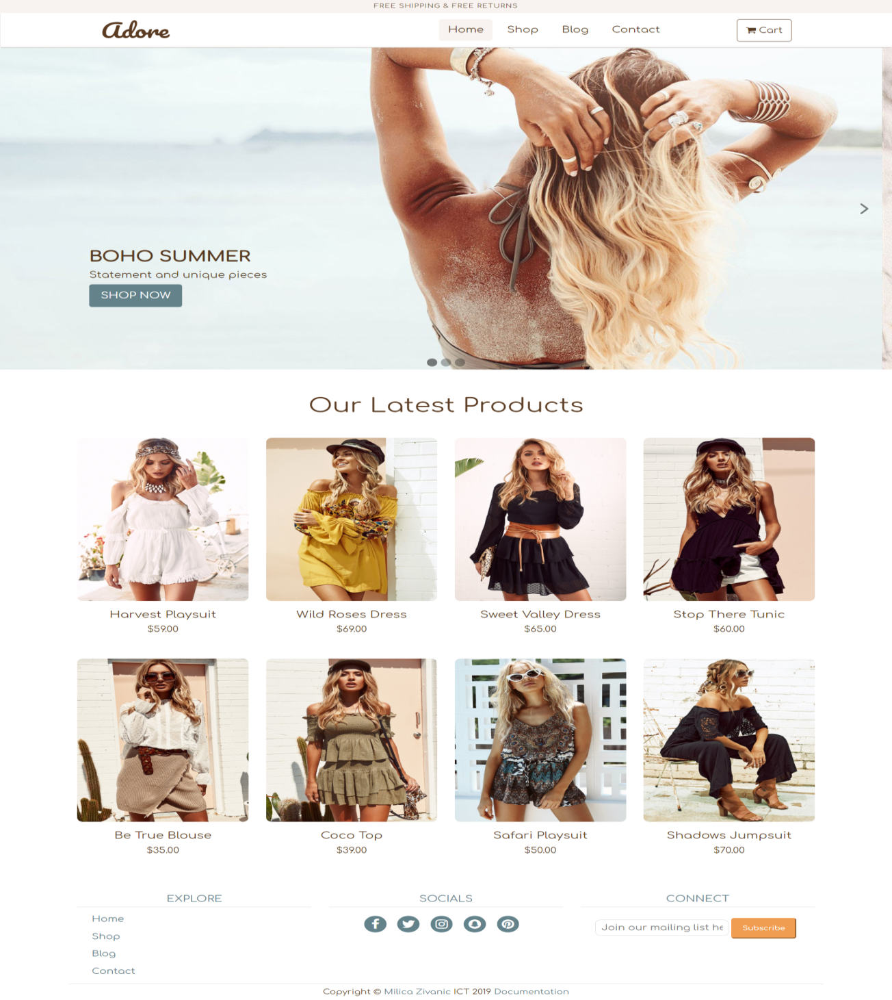 FREE SHIPPING & FREE RETURNS
Adore
Home Shop Blog Contact
Cart
BOHO SUMMER
Statement and unique pieces
SHOP NOW
Our Latest Products
Harvest Playsuit
$59.00
Wild Roses Dress
$69.00
Sweet Valley Dress
$65.00
Stop There Tunic
$60.00
Be True Blouse
$35.00
Coco Top
$39.00
Safari Playsuit
$50.00
Shadows Jumpsuit
$70.00
EXPLORE
Home
Shop
Blog
Contact
SOCIALS
CONNECT
Join our mailing list he
Subscribe
Copyright © Milica Zivanic ICT 2019 Documentation